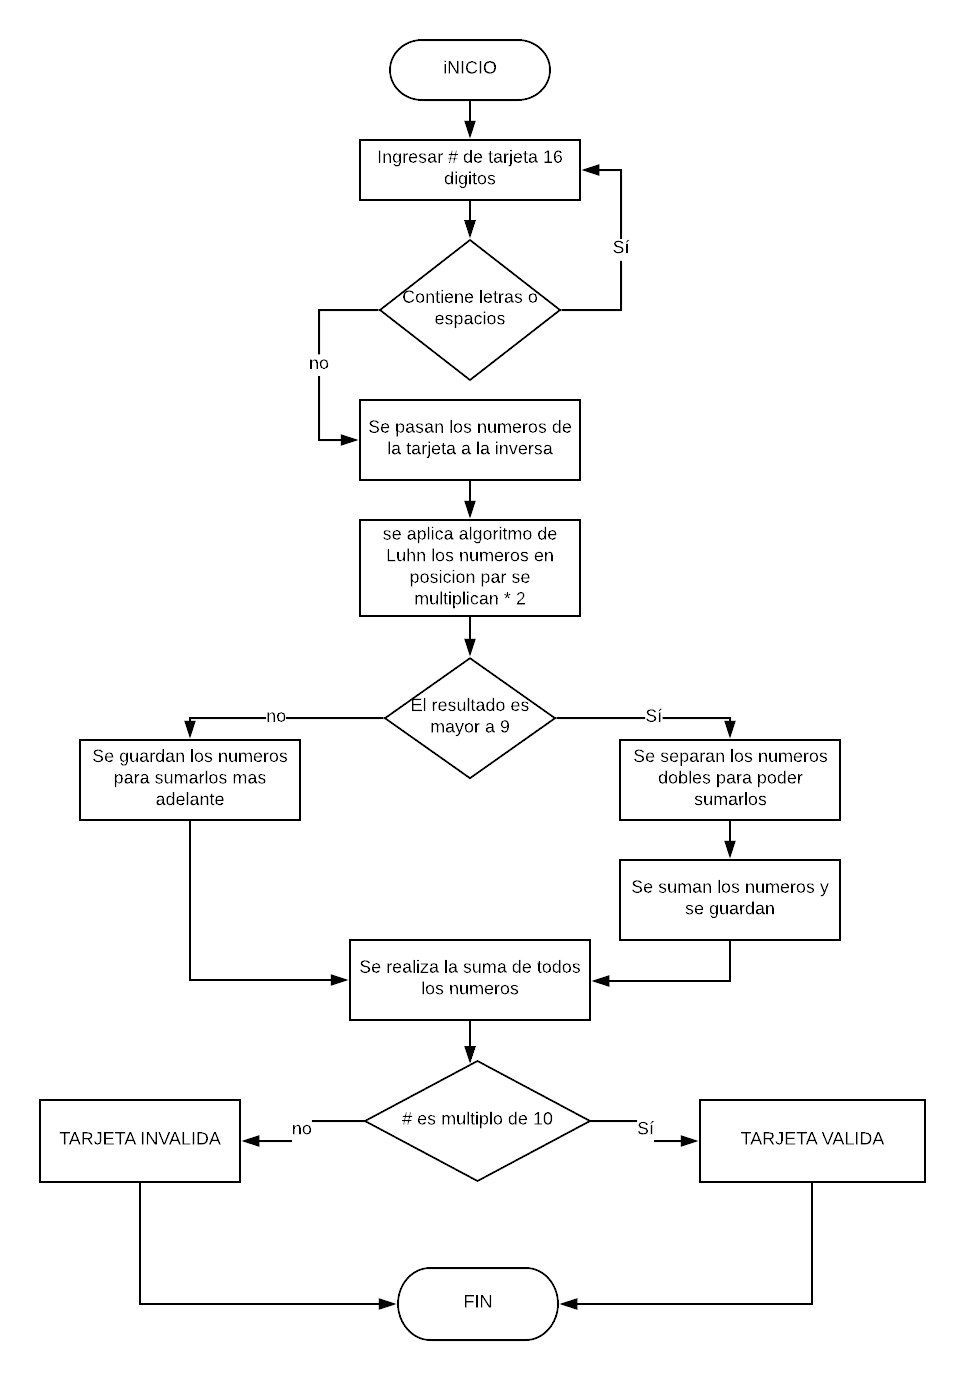 iNICIO
Ingresar # de tarjeta 16
digitos
Sí
Contiene letras o
espacios
no
Se pasan los numeros de
la tarjeta a la inversa
se aplica algoritmo de
Luhn los numeros en
posicion par se
multiplican * 2
El resultado es
mayor a 9
no
Sí
Se guardan los numeros
para sumarlos mas
adelante
Se separan los numeros
dobles para poder
sumarlos
Se suman los numeros y
se guardan
Se realiza la suma de todos
los numeros
# es multiplo de 10
no
Sí
TARJETA INVALIDA
TARJETA VALIDA
FIN